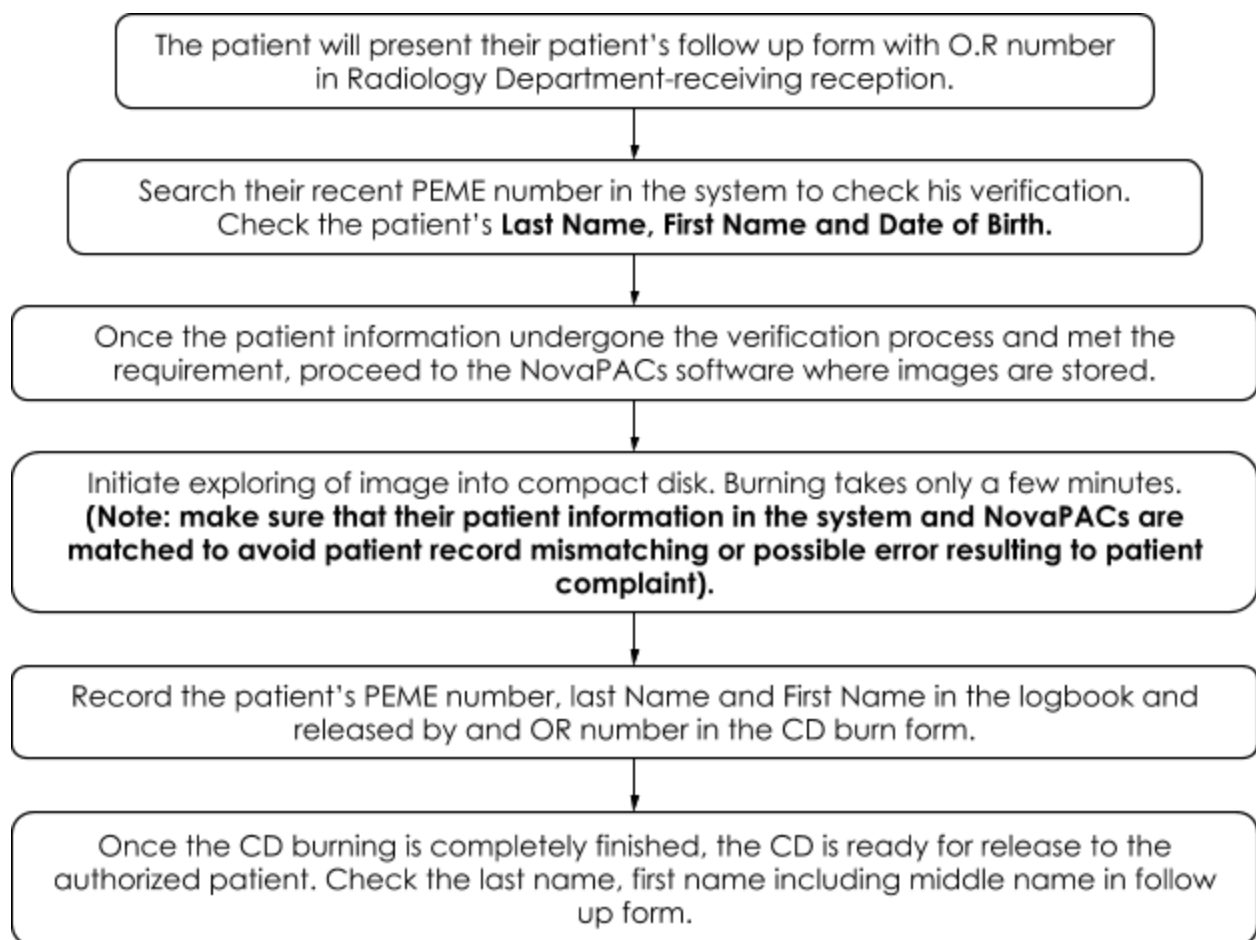 The patient will present their patient’s follow up form with O.R number
in Radiology Department-receiving reception.
Search their recent PEME number in the system to check his verification.
Check the patient’s Last Name, First Name and Date of Birth.
Once the patient information undergone the verification process and met the
requirement, proceed to the NovaPACs software where images are stored.
Initiate exploring of image into compact disk. Burning takes only a few minutes.
(Note: make sure that their patient information in the system and NovaPACs are
matched to avoid patient record mismatching or possible error resulting to patient
complaint).
Record the patient’s PEME number, last Name and First Name in the logbook and
released by and OR number in the CD burn form.
Once the CD burning is completely finished, the CD is ready for release to the
authorized patient. Check the last name, first name including middle name in follow
up form.